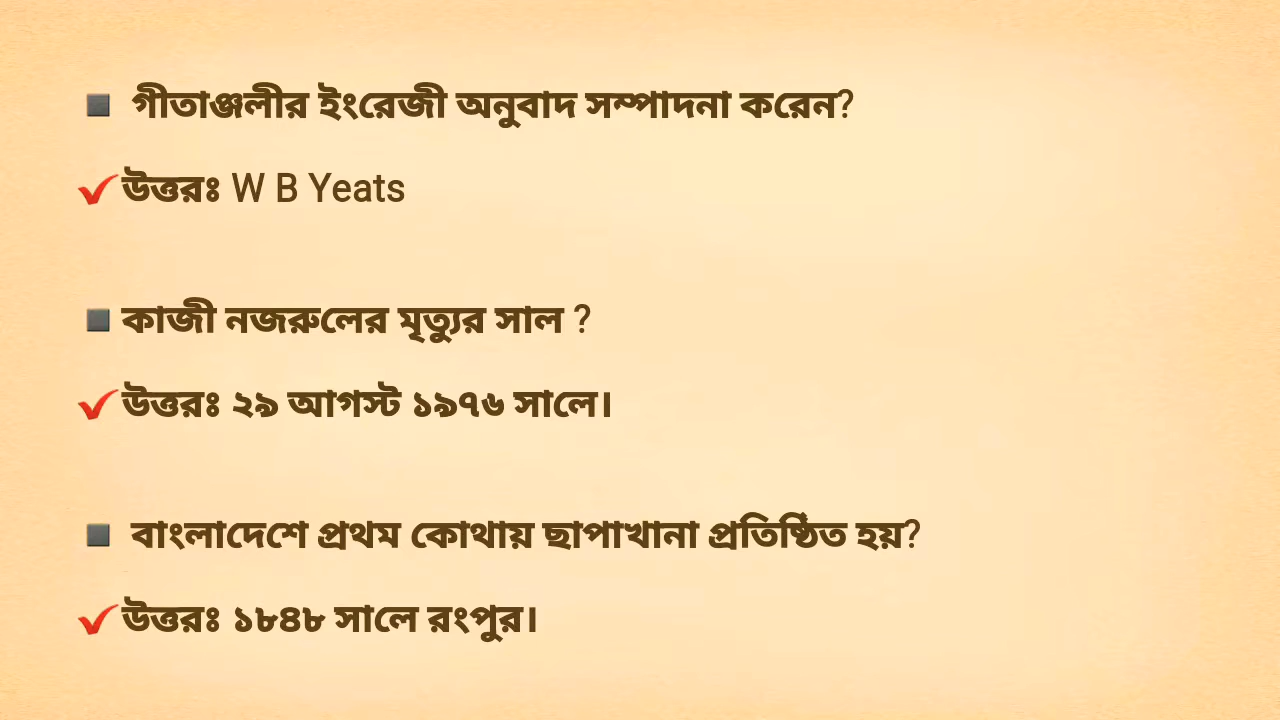 ▪ গীতাঞ্জলীর ইংরেজী অনুবাদ সম্পাদনা করেন?
✓উত্তরঃ W B Yeats
▪কাজী নজরুলের মৃত্যুর সাল ?
✓উত্তরঃ ২৯ আগস্ট ১৯৭৬ সালে।
▪ বাংলাদেশে প্রথম কোথায় ছাপাখানা প্রতিষ্ঠিত হয়?
✓উত্তরঃ ১৮৪৮ সালে রংপুর।